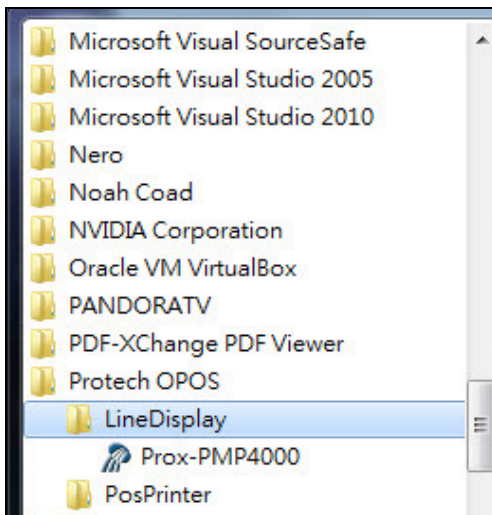 Microsoft Visual SourceSafe
Microsoft Visual Studio 2005
Microsoft Visual Studio 2010
Nero
Noah Coad
NVIDIA Corporation
Oracle VM VirtualBox
PANDORATV
PDF-XChange PDF Viewer
Protech OPOS
LineDisplay
Prox-PMP4000
PosPrinter